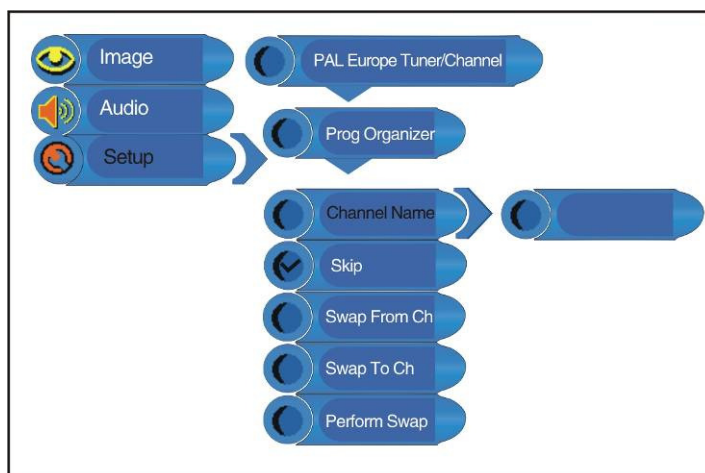 Image
Audio
Setup
PAL Europe Tuner/Channel
Prog Organizer
Channel Name
Skip
Swap From Ch
Swap To Ch
Perform Swap